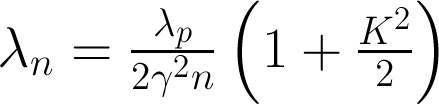 λ_n = \frac{λ_p}{2γ^2 n} \left(1 + \frac{K^2}{2}\right)